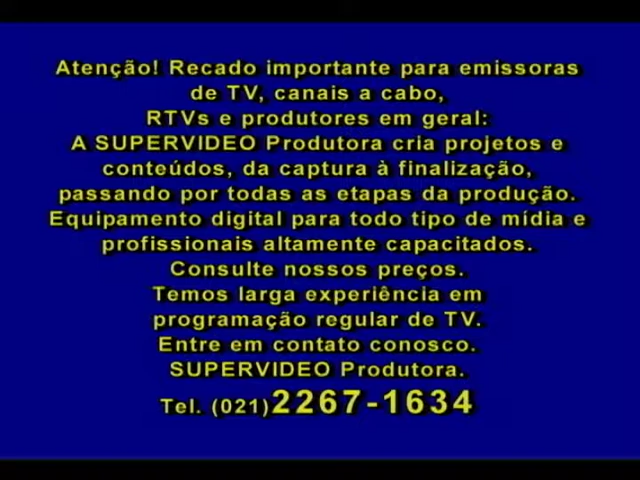 Atenção! Recado importante para emissoras
de TV, canais a cabo,
RTVs e produtores em geral:
A SUPERVIDEO Produtora cria projetos e
conteúdos, da captura à finalização,
passando por todas as etapas da produção.
Equipamento digital para todo tipo de mídia e
profissionais altamente capacitados.
Consulte nossos preços.
Temos larga experiência em
programação regular de TV.
Entre em contato conosco.
SUPERVIDEO Produtora.
Tel. (021)2267-1634